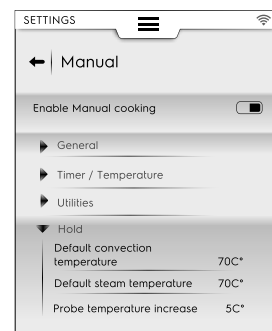 SETTINGS
Manual
Enable Manual cooking
General
Timer / Temperature
Utilities
Hold
Default convection
temperature 70C°
Default steam temperature 70C°
Probe temperature increase 5C°